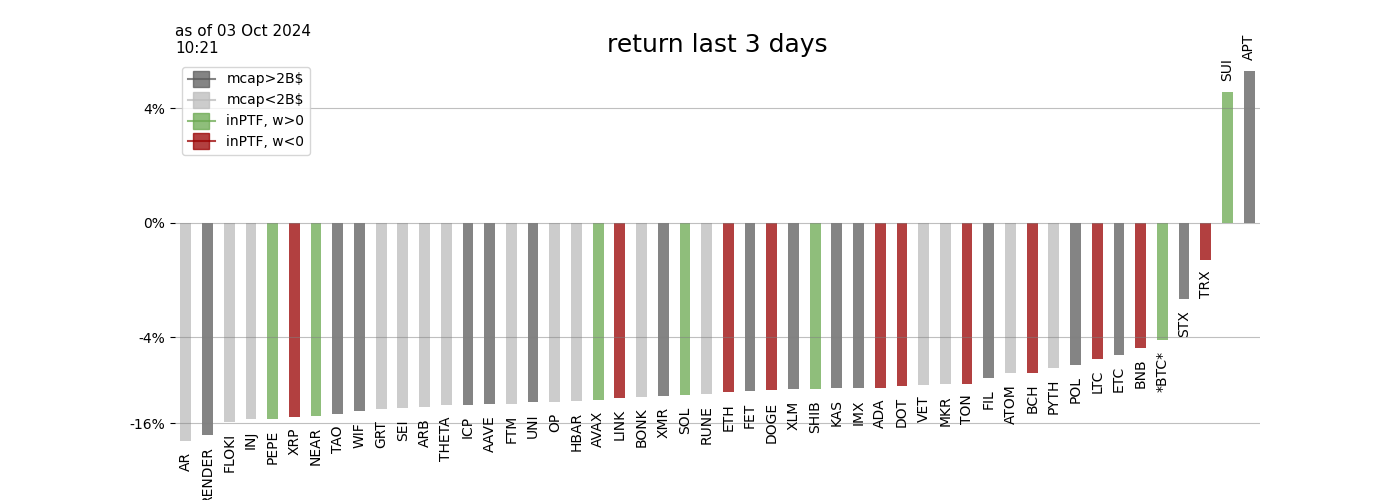 as of 03 Oct 2024
10:21
return last 3 days
mcap>2B$
mcap<2B$
inPTF, w>0
inPTF, w<0
4%
0%
-4%
-16%
AR
RENDER
FLOKI
INJ
PEPE
XRP
NEAR
TAO
WIF
GRT
SEI
ARB
THETA
ICP
AAVE
FTM
UNI
OP
HBAR
AVAX
LINK
BONK
XMR
SOL
RUNE
ETH
FET
DOGE
XLM
SHIB
KAS
IMX
ADA
DOT
VET
MKR
TON
FIL
ATOM
BCH
PYTH
POL
LTC
ETC
BNB
*BTC*
STX
TRX
SUI
APT